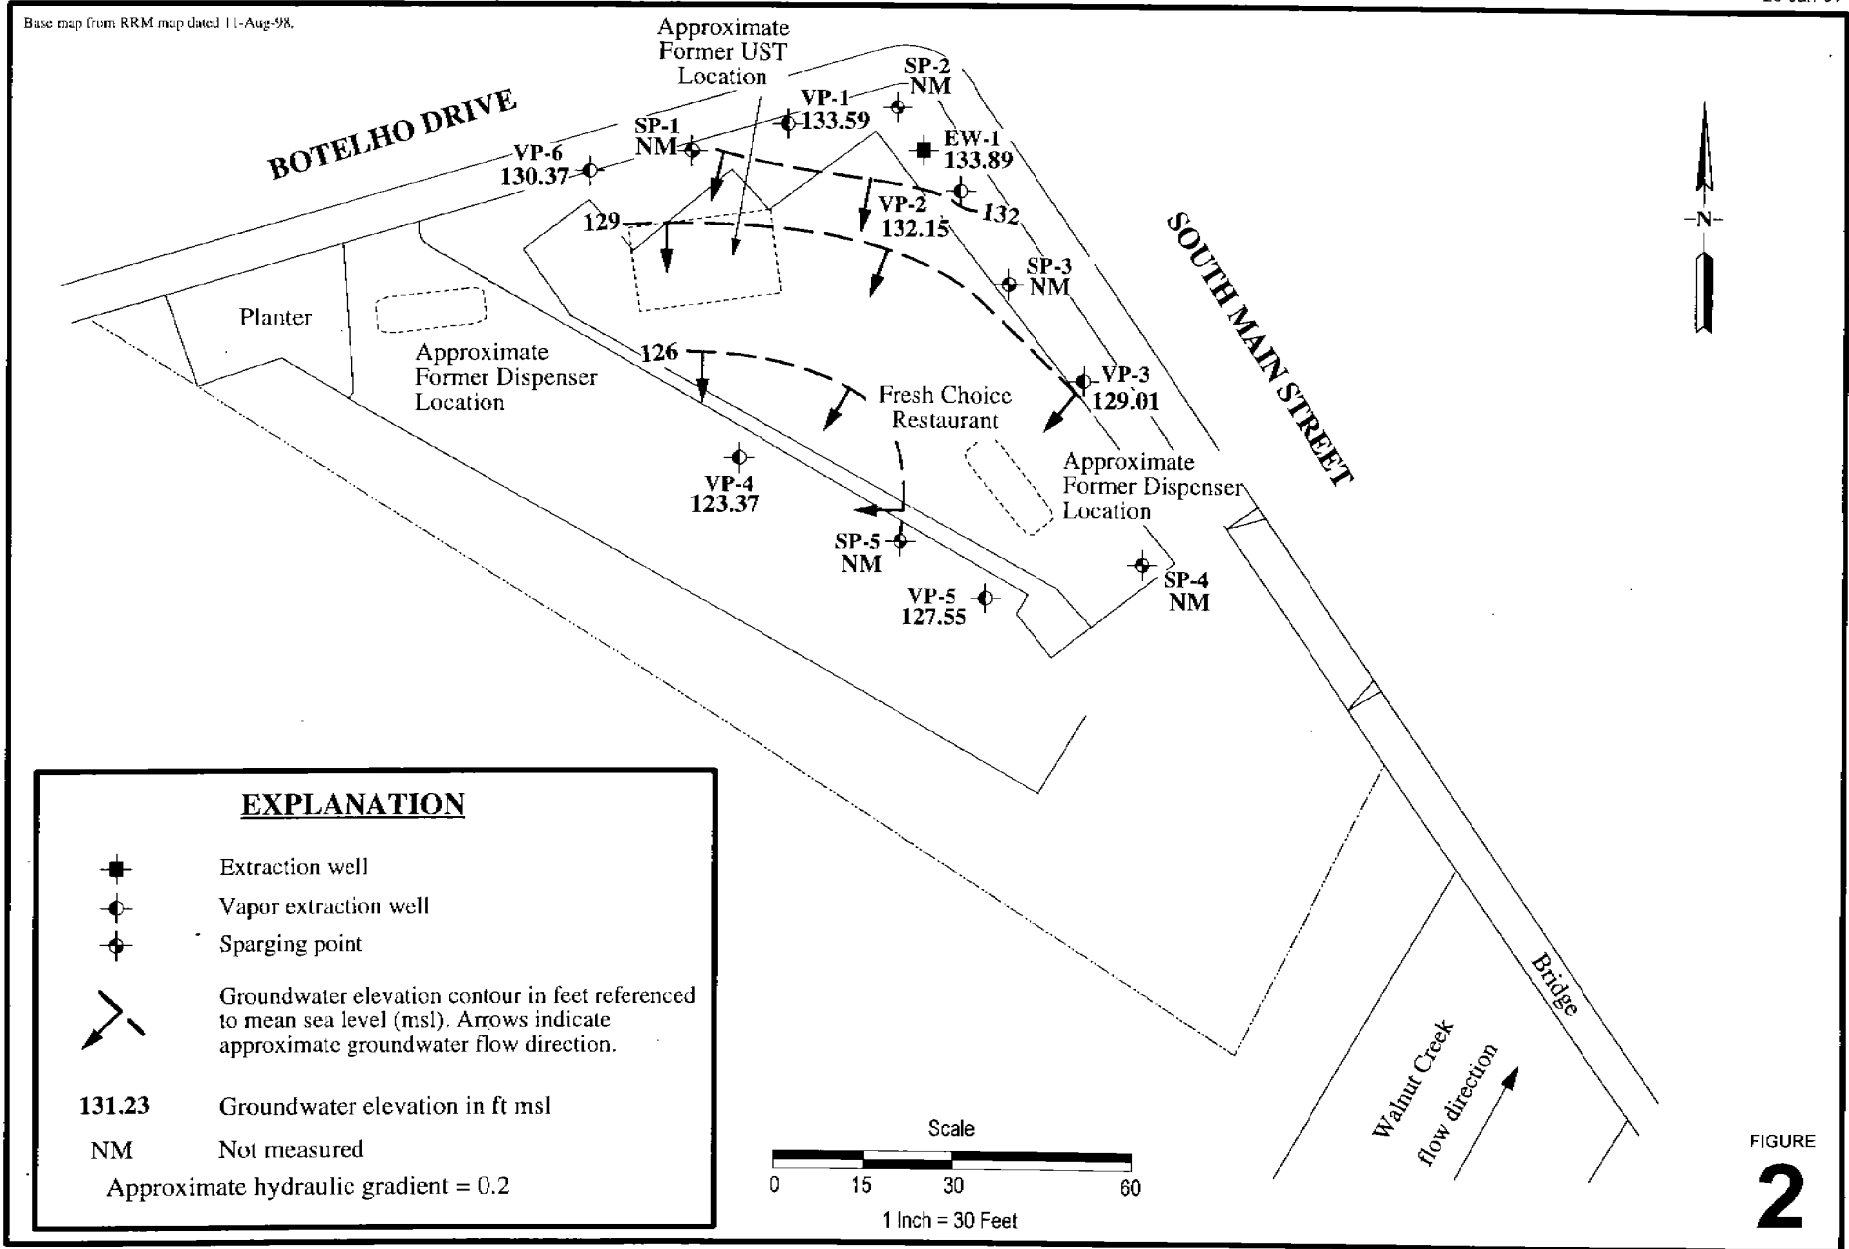 Base map from RRM map dated 11-Aug-98.
Approximate
Former UST
Location
BOTELHO DRIVE
SP-2
NM
VP-1
133.59
SP-1
NM
EW-1
133.89
VP-6
130.37
VP-2
132.15
132
129
SP-3
NM
SOUTH MAIN STREET
N
Planter
Approximate
Former Dispenser
Location
126
Fresh Choice
Restaurant
VP-3
129.01
Approximate
Former Dispenser
Location
VP-4
123.37
SP-5
NM
VP-5
127.55
SP-4
NM
EXPLANATION
Extraction well
Vapor extraction well
Sparging point
Groundwater elevation contour in feet referenced
to mean sea level (msl). Arrows indicate
approximate groundwater flow direction.
131.23 Groundwater elevation in ft msl
NM Not measured
Approximate hydraulic gradient = 0.2
Scale
0 15 30 60
1 Inch = 30 Feet
Walnut Creek
flow direction
Bridge
FIGURE
2